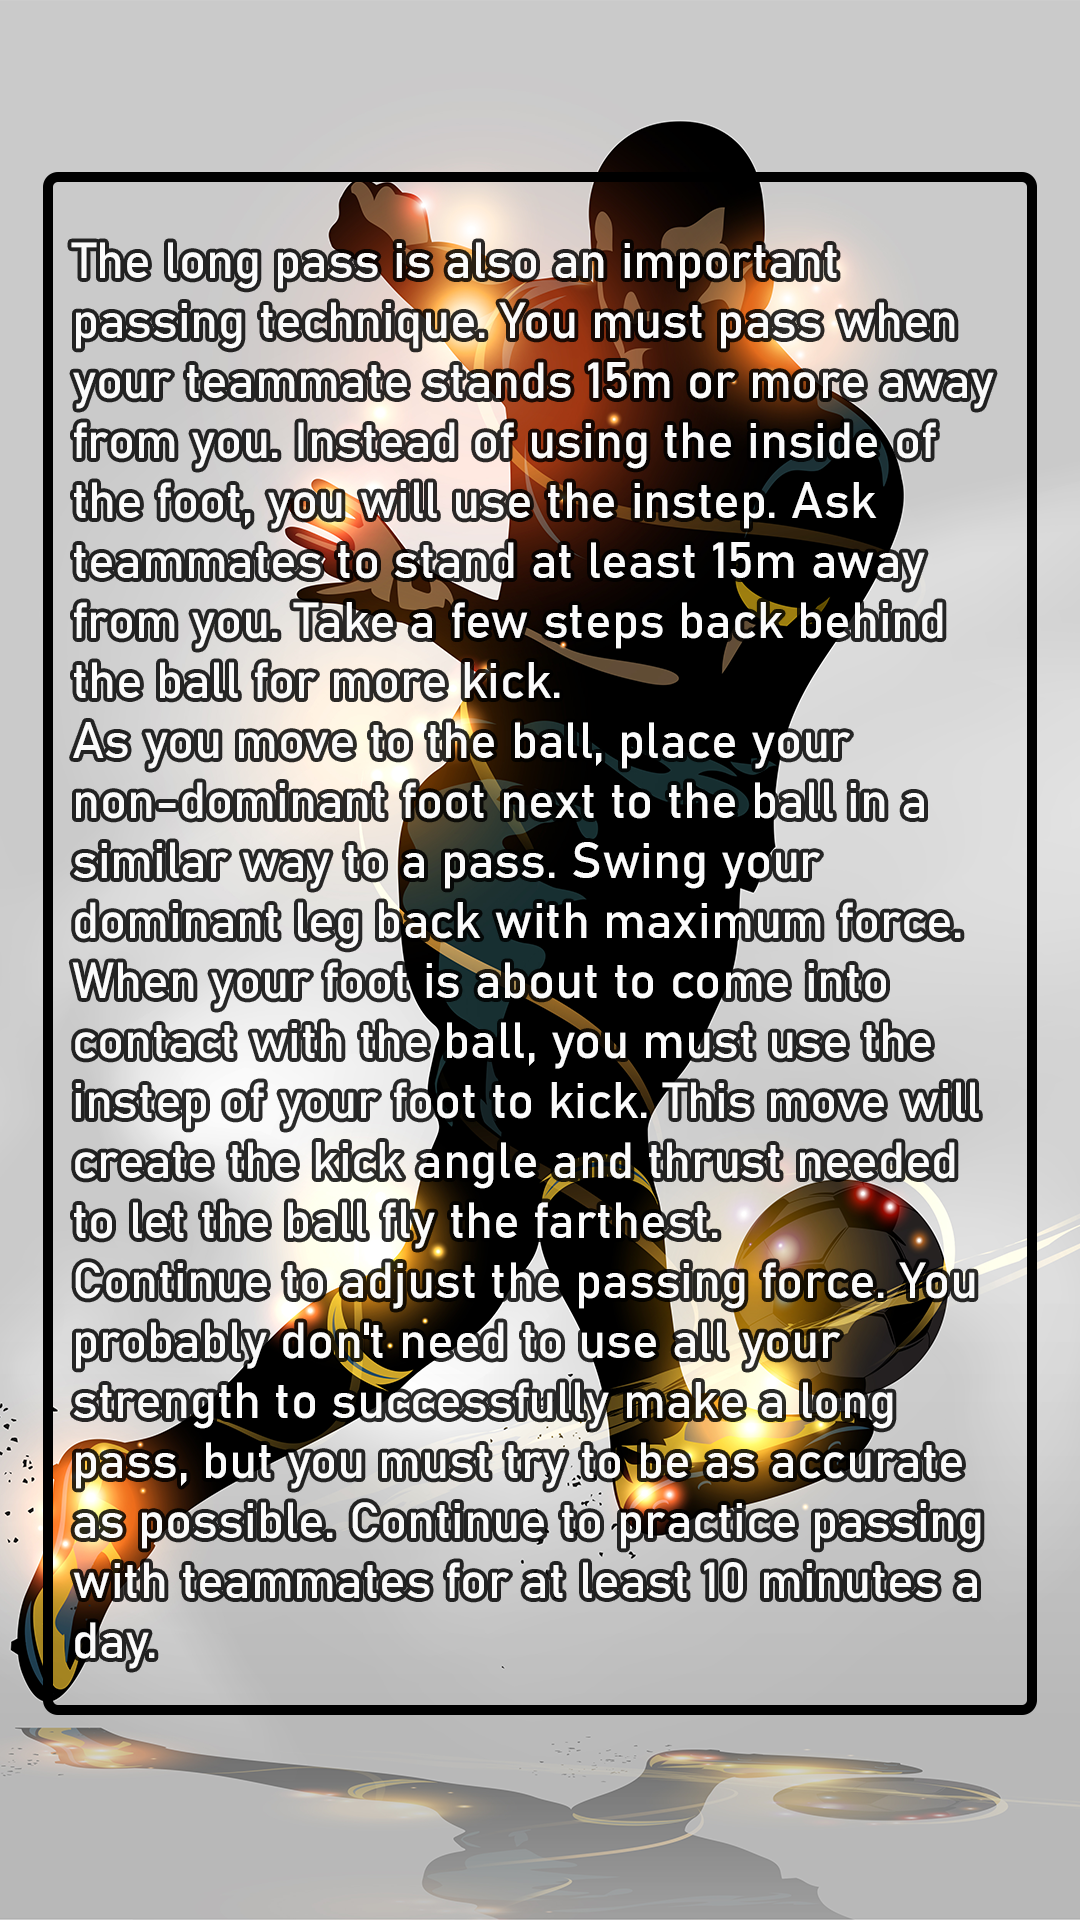 The long pass is also an important
passing technique. You must pass when
your teammate stands 15m or more away
from you. Instead of using the inside of
the foot, you will use the instep. Ask
teammates to stand at least 15m away
from you. Take a few steps back behind
the ball for more kick.
As you move to the ball, place your
non-dominant foot next to the ball in a
similar way to a pass. Swing your
dominant leg back with maximum force.
When your foot is about to come into
contact with the ball, you must use the
instep of your foot to kick. This move will
create the kick angle and thrust needed
to let the ball fly the farthest.
Continue to adjust the passing force. You
probably don't need to use all your
strength to successfully make a long
pass, but you must try to be as accurate
as possible. Continue to practice passing
with teammates for at least 10 minutes a
day.